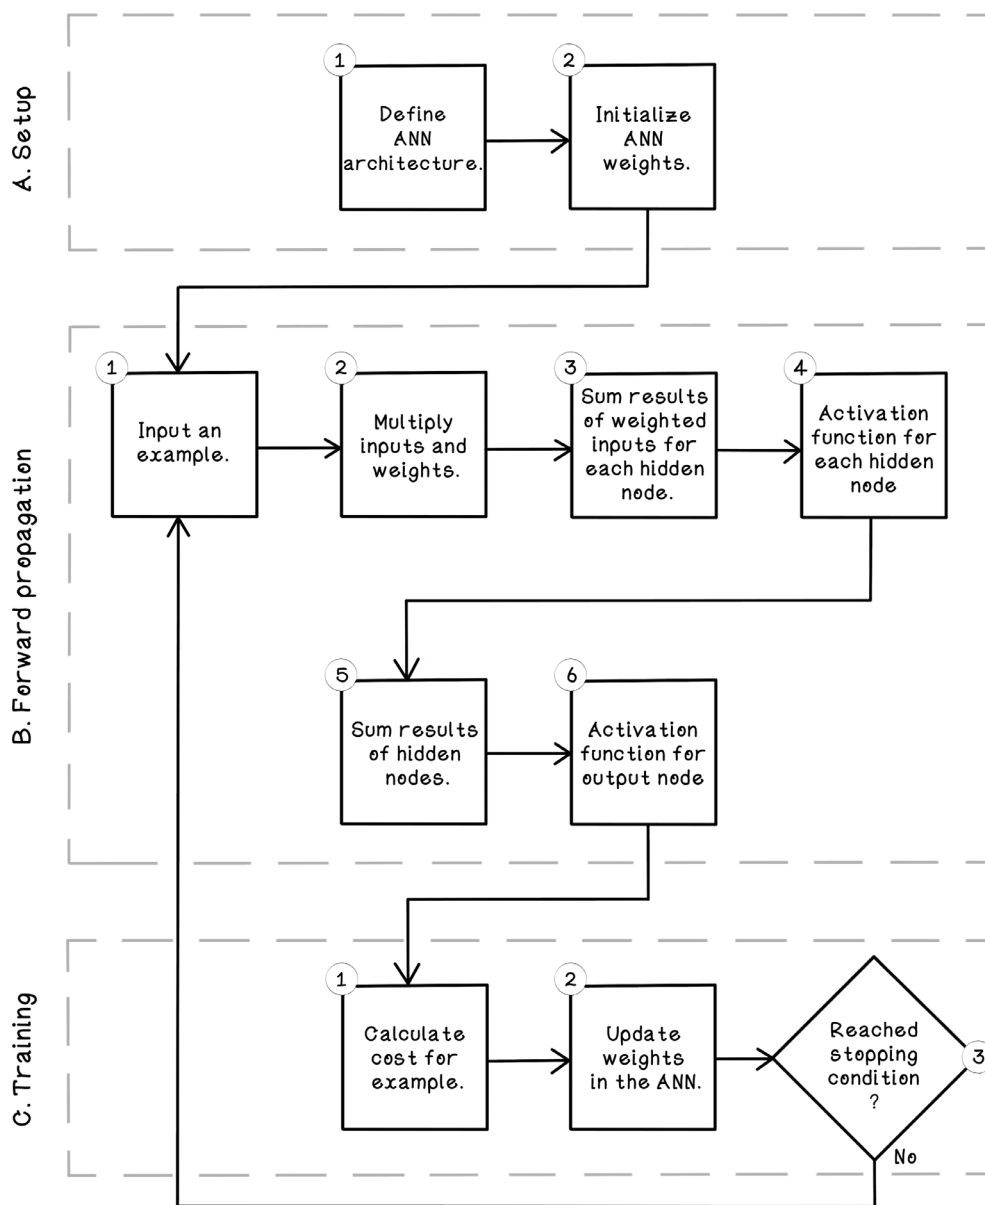 A. Setup
1
Define
ANN
architecture.
2
Initialize
ANN
weights.
B. Forward propagation
1
Input an
example.
2
Multiply
inputs and
weights.
3
Sum results
of weighted
inputs for
each hidden
node.
4
Activation
function for
each hidden
node
5
Sum results
of hidden
nodes.
6
Activation
function for
output node
C. Training
1
Calculate
cost for
example.
2
Update
weights
in the ANN.
3
Reached
stopping
condition
?
No